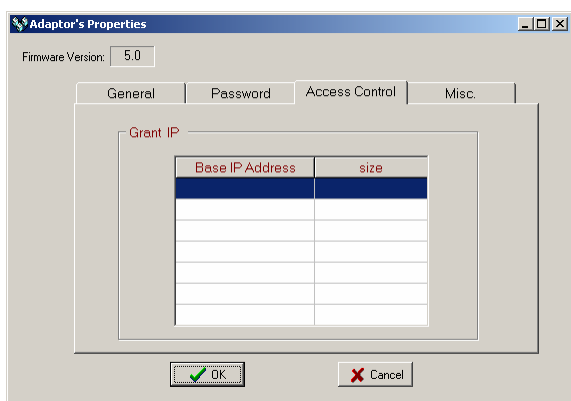 Adaptor's Properties
Firmware Version: 5.0
General Password Access Control Misc.
Grant IP
Base IP Address size
OK Cancel